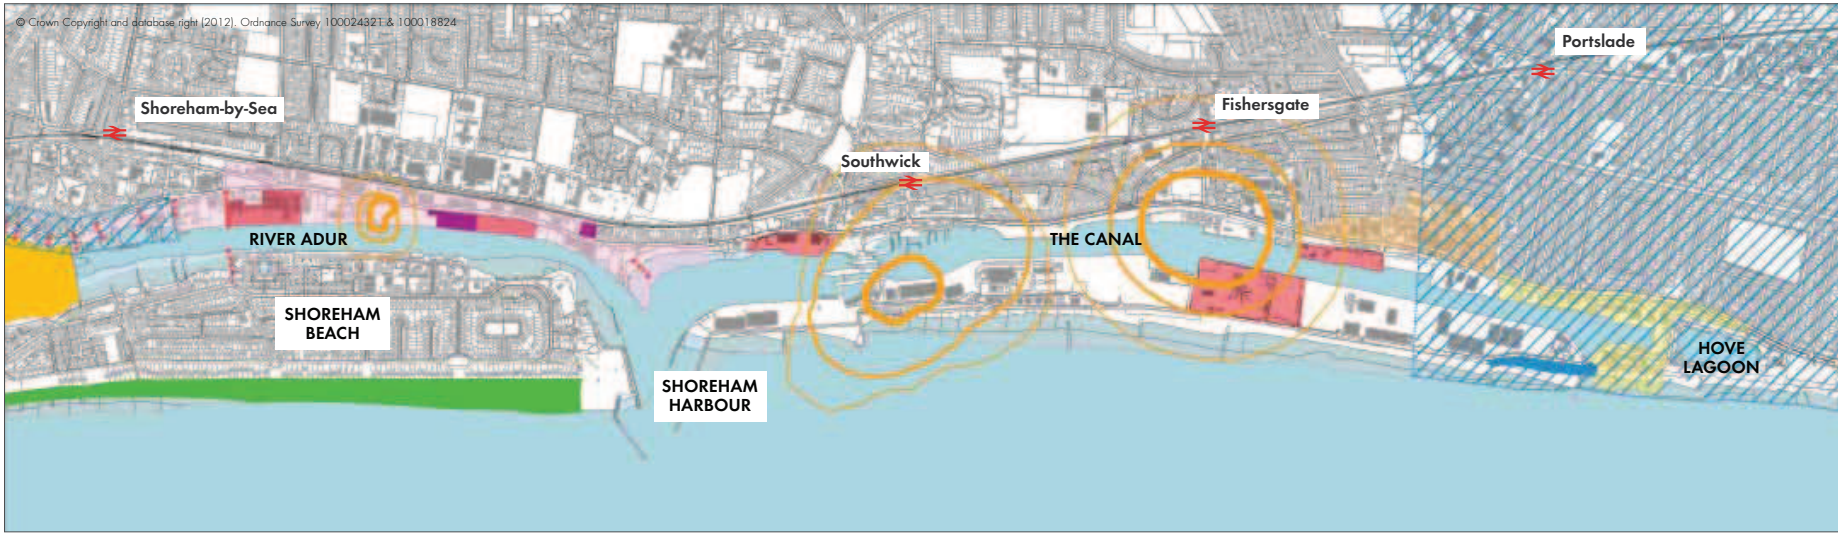 © Crown Copyright and database right (2012). Ordnance Survey 100024321 & 100018824
Portslade
Shoreham-by-Sea
Fishersgate
Southwick
RIVER ADUR
THE CANAL
SHOREHAM
BEACH
SHOREHAM
HARBOUR
HOVE
LAGOON